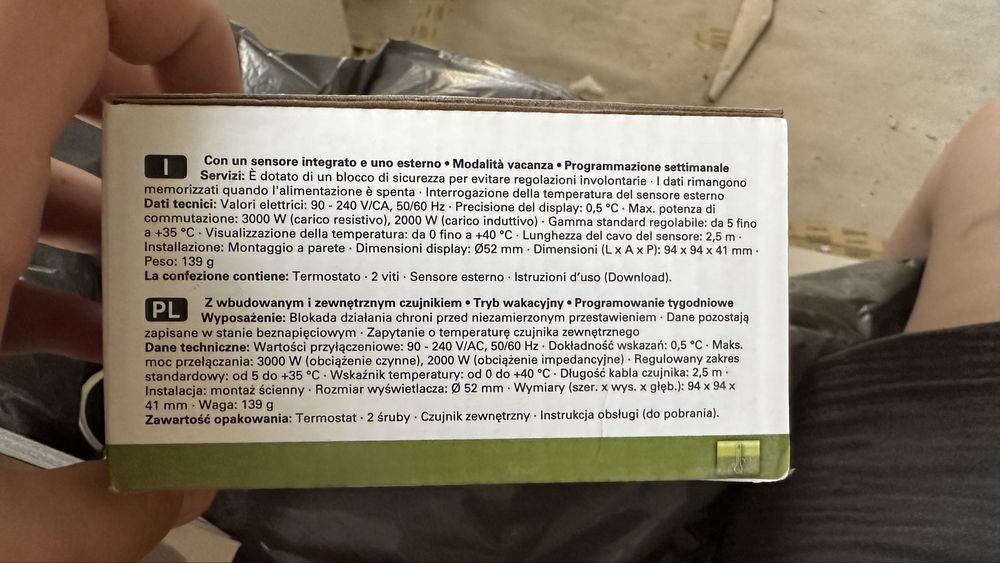 I
Con un sensore integrato e uno esterno • Modalità vacanza • Programmazione settimanale
Servizi: È dotato di un blocco di sicurezza per evitare regolazioni involontarie · I dati rimangono
memorizzati quando l'alimentazione è spenta · Interrogazione della temperatura del sensore esterno
Dati tecnici: Valori elettrici: 90 - 240 V/CA, 50/60 Hz · Precisione del display: 0,5 °C · Max. potenza di
commutazione: 3000 W (carico resistivo), 2000 W (carico induttivo) · Gamma standard regolabile: da 5 fino
a +35 °C · Visualizzazione della temperatura: da 0 fino a +40 °C · Lunghezza del cavo del sensore: 2,5 m ·
Installazione: Montaggio a parete · Dimensioni display: Ø52 mm · Dimensioni (L x A x P): 94 x 94 x 41 mm ·
Peso: 139 g
La confezione contiene: Termostato · 2 viti · Sensore esterno · Istruzioni d'uso (Download).
PL
Z wbudowanym i zewnętrznym czujnikiem • Tryb wakacyjny • Programowanie tygodniowe
Wyposażenie: Blokada działania chroni przed niezamierzonym przestawieniem · Dane pozostają
zapisane w stanie beznapięciowym · Zapytanie o temperaturę czujnika zewnętrznego
Dane techniczne: Wartości przyłączeniowe: 90 - 240 V/AC, 50/60 Hz · Dokładność wskazań: 0,5 °C · Maks.
moc przełączania: 3000 W (obciążenie czynne), 2000 W (obciążenie impedancyjne) · Regulowany zakres
standardowy: od 5 do +35 °C · Wskaźnik temperatury: od 0 do +40 °C · Długość kabla czujnika: 2,5 m ·
Instalacja: montaż ścienny · Rozmiar wyświetlacza: Ø 52 mm · Wymiary (szer. x wys. x głęb.): 94 x 94 x
41 mm · Waga: 139 g
Zawartość opakowania: Termostat · 2 śruby · Czujnik zewnętrzny · Instrukcja obsługi (do pobrania).